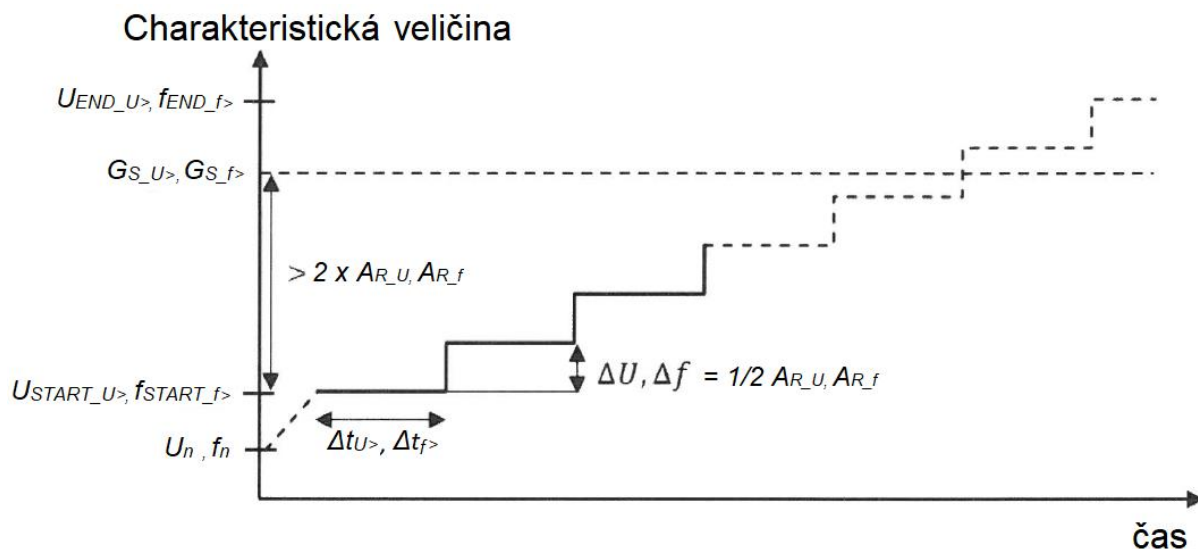 Charakteristická veličina
UEND_U>, fEND_f>
GS_U>, GS_f>
> 2 x AR_U, AR_f
ΔU, Δf = 1/2 AR_U, AR_f
USTART_U>, fSTART_f>
ΔtU>, Δtf>
Un , fn
čas